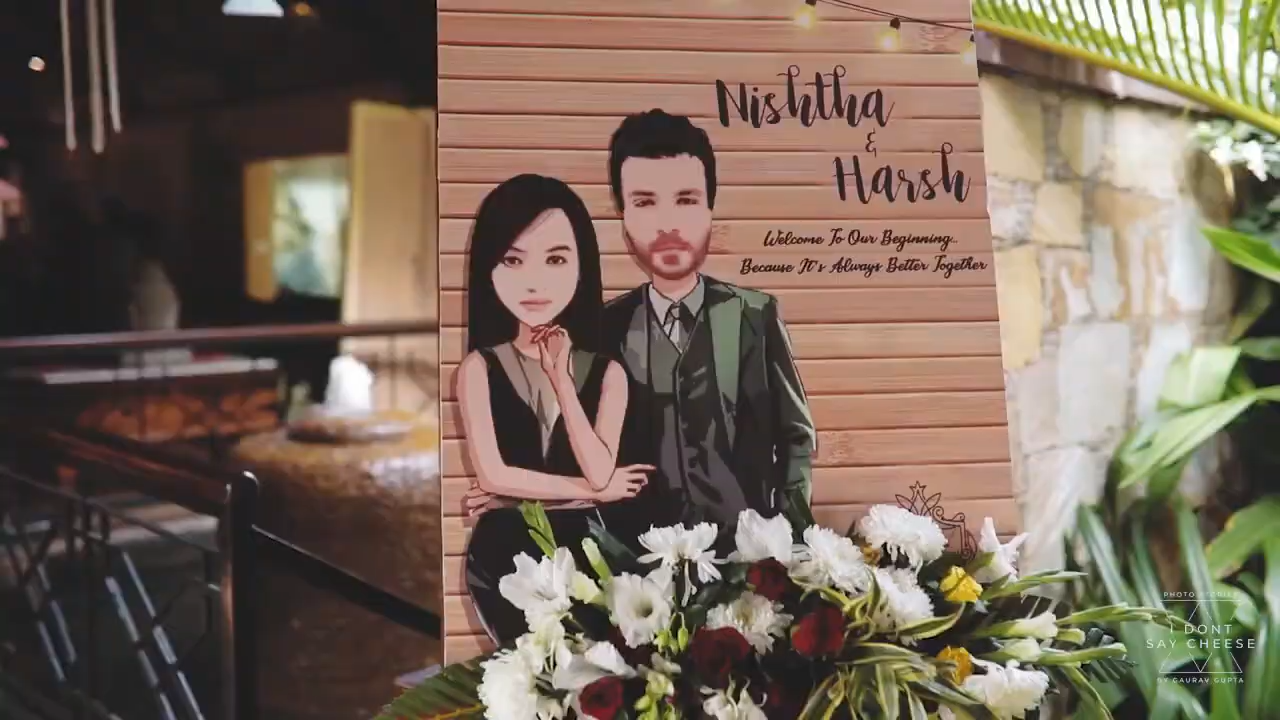 Nishtha
&
Harsh
Welcome To Our Beginning..
Because It's Always Better Together
PHOTO STORIES
I DONT
SAY CHEESE
BY GAURAV GUPTA